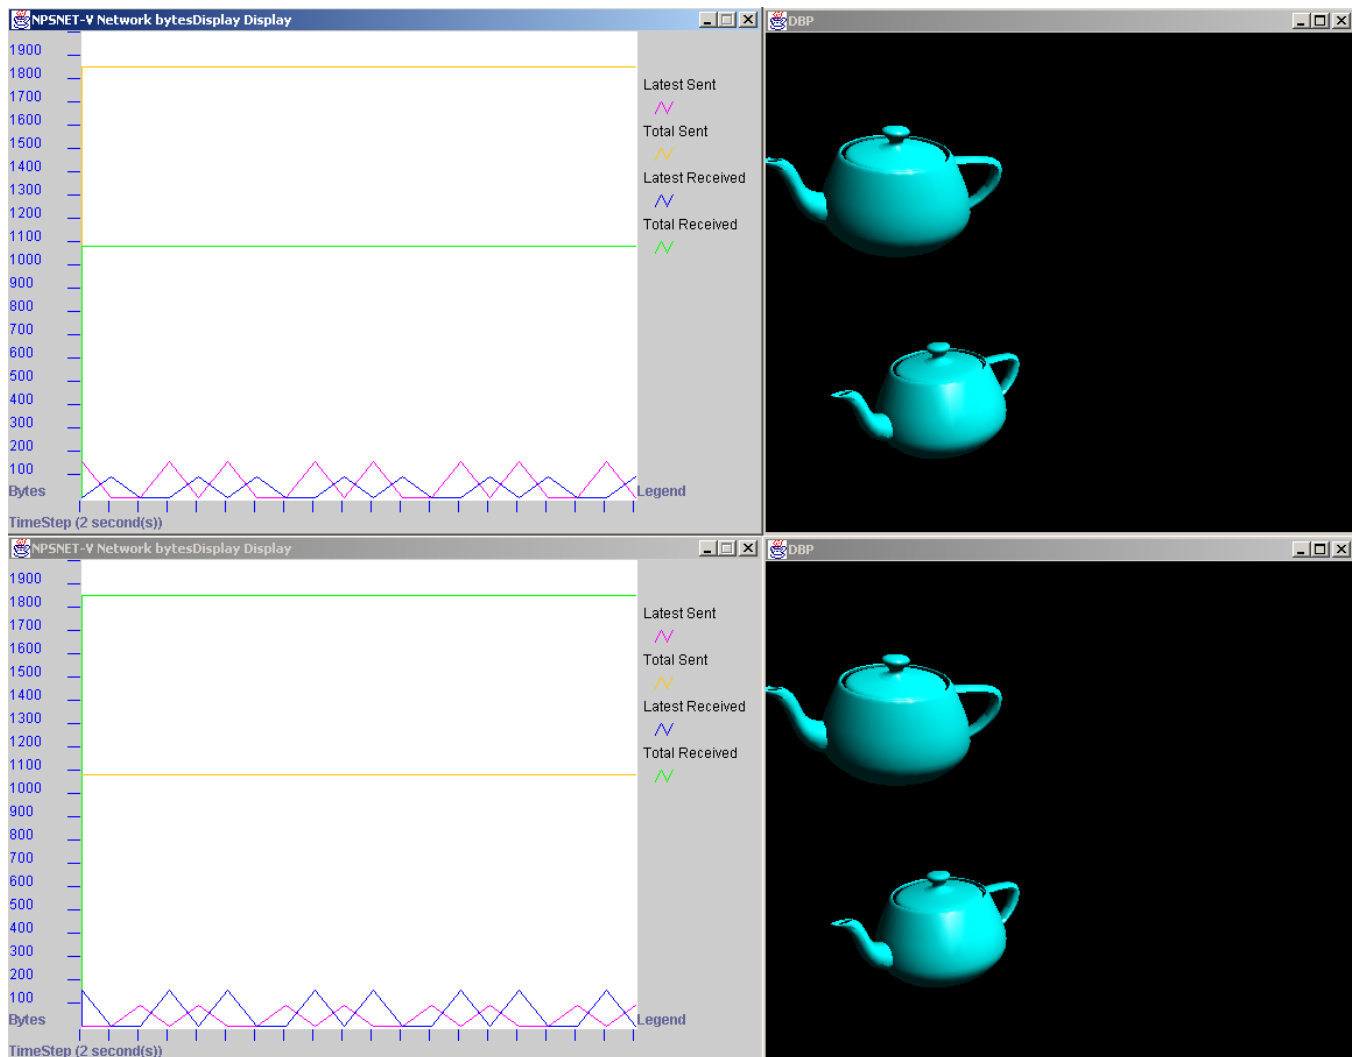 NPSNET-V Network bytesDisplay Display
1900
1800
1700
1600
1500
1400
1300
1200
1100
1000
900
800
700
600
500
400
300
200
100
Bytes
TimeStep (2 second(s))
Latest Sent
Total Sent
Latest Received
Total Received
Legend
DBP
NPSNET-V Network bytesDisplay Display
1900
1800
1700
1600
1500
1400
1300
1200
1100
1000
900
800
700
600
500
400
300
200
100
Bytes
TimeStep (2 second(s))
Latest Sent
Total Sent
Latest Received
Total Received
Legend
DBP